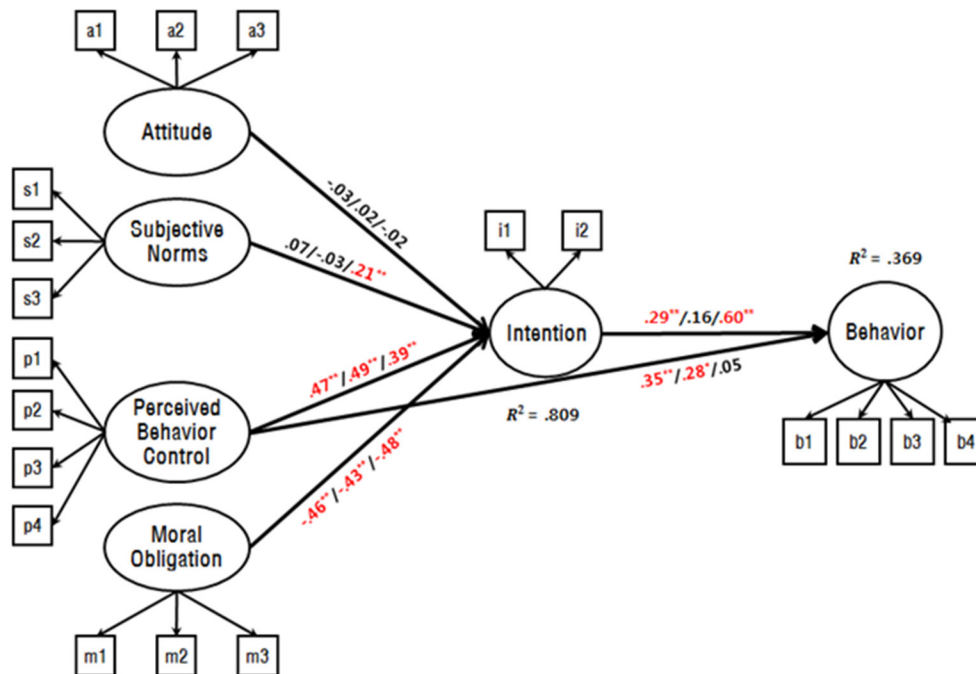 a1
a2
a3
Attitude
s1
s2
s3
Subjective
Norms
-.03/.02/-.02
.07/-.03/.21**
i1
i2
Intention
R² = .809
R² = .369
.29**/.16/.60**
Behavior
.35**/.28*/.05
b1
b2
b3
b4
p1
p2
p3
p4
Perceived
Behavior
Control
.47**/.49**/.39**
-.46**/-.43**/-.48**
Moral
Obligation
m1
m2
m3